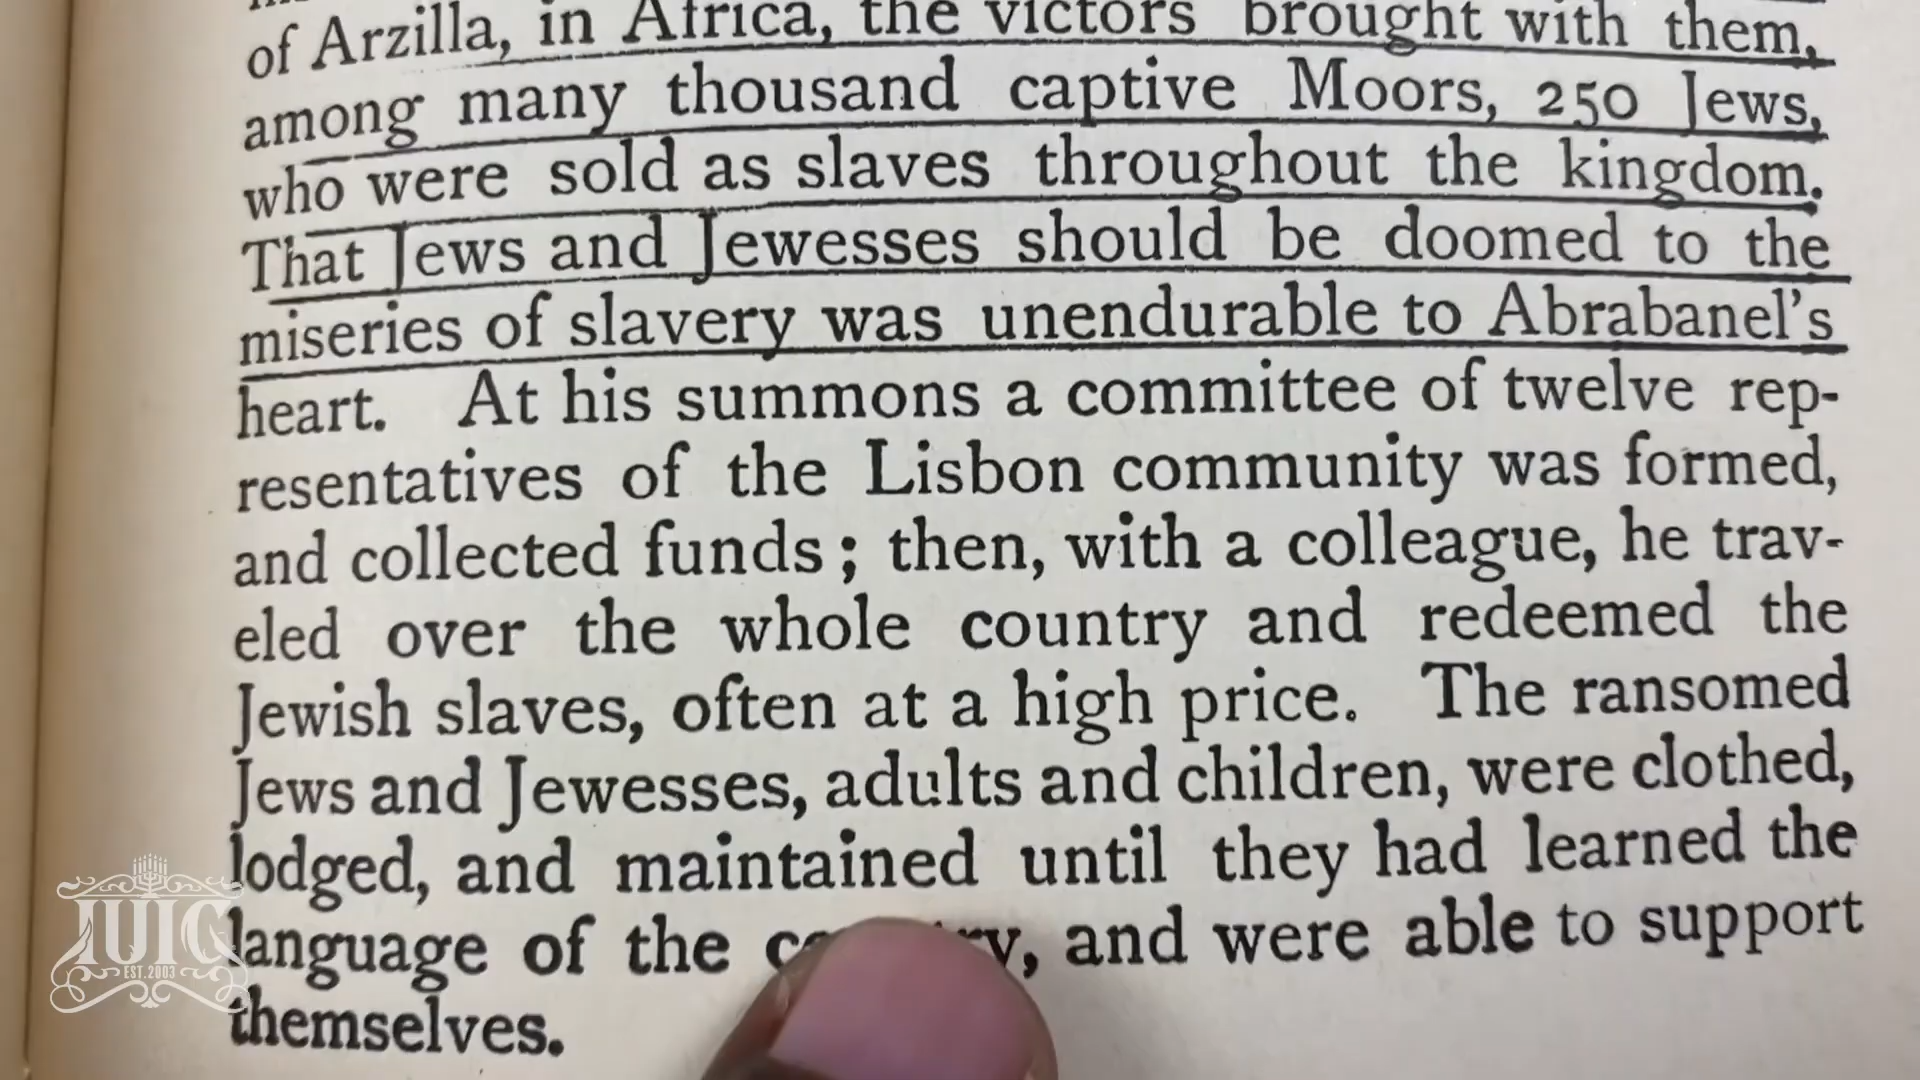 of Arzilla, in Africa, the victors brought with them,
among many thousand captive Moors, 250 Jews,
who were sold as slaves throughout the kingdom.
That Jews and Jewesses should be doomed to the
miseries of slavery was unendurable to Abrabanel's
heart. At his summons a committee of twelve rep-
resentatives of the Lisbon community was formed,
and collected funds; then, with a colleague, he trav-
eled over the whole country and redeemed the
Jewish slaves, often at a high price. The ransomed
Jews and Jewesses, adults and children, were clothed,
lodged, and maintained until they had learned the
language of the and were able to support
themselves.
IUIC
EST. 2003